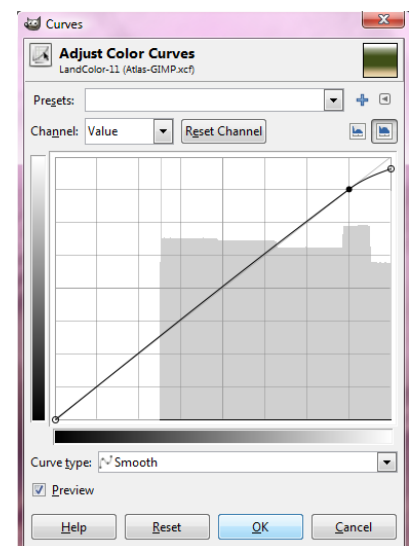 Curves
Adjust Color Curves
LandColor-11 (Atlas-GIMP.xcf)
Presets:
Channel: Value Reset Channel
Curve type: Smooth
Preview
Help Reset OK Cancel